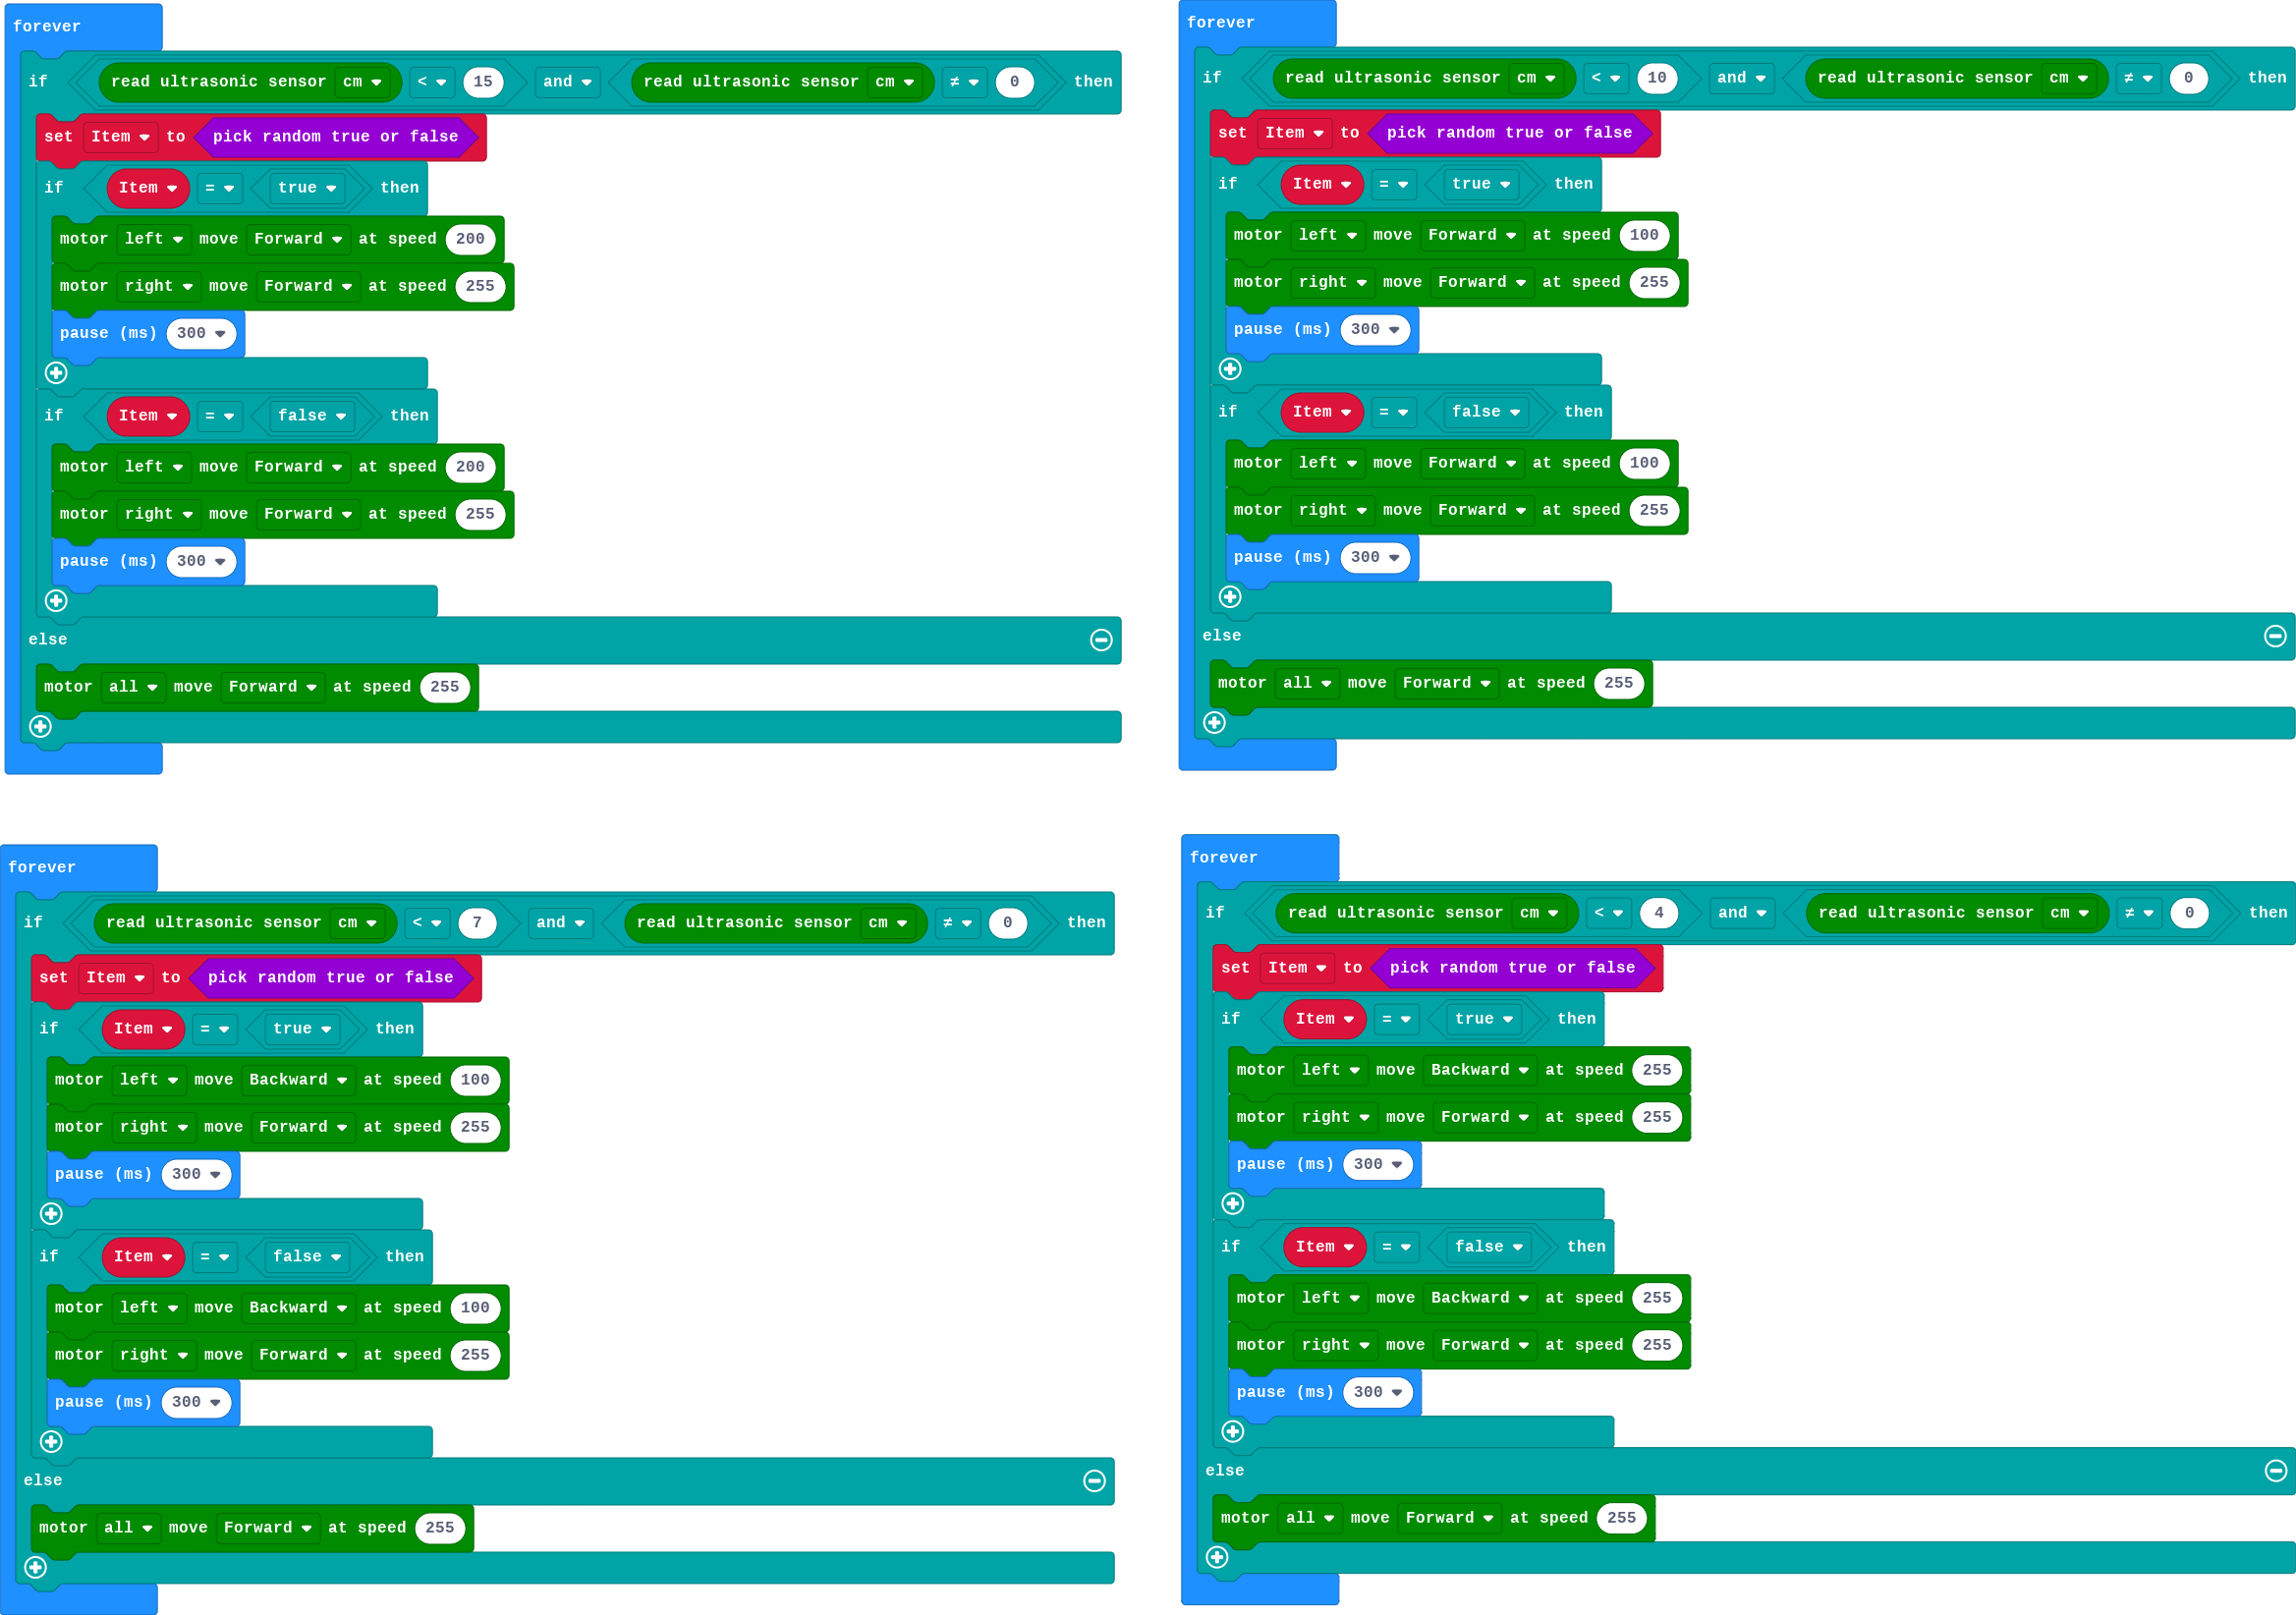 forever
if read ultrasonic sensor cm < 15 and read ultrasonic sensor cm ≠ 0 then
set Item to pick random true or false
if Item = true then
motor left move Forward at speed 200
motor right move Forward at speed 255
pause (ms) 300
if Item = false then
motor left move Forward at speed 200
motor right move Forward at speed 255
pause (ms) 300
else
motor all move Forward at speed 255
forever
if read ultrasonic sensor cm < 10 and read ultrasonic sensor cm ≠ 0 then
set Item to pick random true or false
if Item = true then
motor left move Forward at speed 100
motor right move Forward at speed 255
pause (ms) 300
if Item = false then
motor left move Forward at speed 100
motor right move Forward at speed 255
pause (ms) 300
else
motor all move Forward at speed 255
forever
if read ultrasonic sensor cm < 7 and read ultrasonic sensor cm ≠ 0 then
set Item to pick random true or false
if Item = true then
motor left move Backward at speed 100
motor right move Forward at speed 255
pause (ms) 300
if Item = false then
motor left move Backward at speed 100
motor right move Forward at speed 255
pause (ms) 300
else
motor all move Forward at speed 255
forever
if read ultrasonic sensor cm < 4 and read ultrasonic sensor cm ≠ 0 then
set Item to pick random true or false
if Item = true then
motor left move Backward at speed 255
motor right move Forward at speed 255
pause (ms) 300
if Item = false then
motor left move Backward at speed 255
motor right move Forward at speed 255
pause (ms) 300
else
motor all move Forward at speed 255